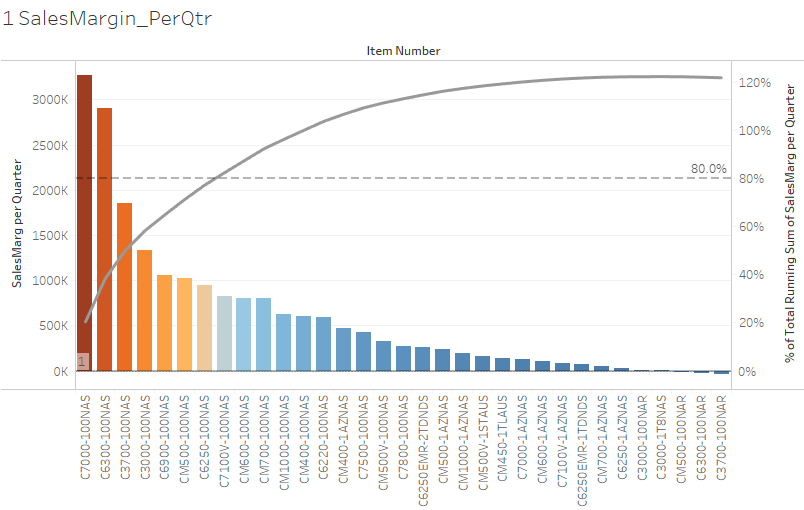 1 SalesMargin_PerQtr
Item Number
SalesMarg per Quarter
3000K
2500K
2000K
1500K
1000K
500K
0K
1
80.0%
120%
100%
80%
60%
40%
20%
0%
% of Total Running Sum of SalesMarg per Quarter
C7000-100NAS
C6300-100NAS
C3700-100NAS
C3000-100NAS
C6900-100NAS
CM500-100NAS
C6250-100NAS
C7100V-100NAS
CM600-100NAS
CM700-100NAS
CM1000-100NAS
CM400-100NAS
C6220-100NAS
CM400-1AZNAS
C7500-100NAS
CM500V-100NAS
C7800-100NAS
C6250EMR-2TDNDS
CM500-1AZNAS
CM1000-1AZNAS
CM500V-1STAUS
CM450-1TLAUS
C7000-1AZNAS
CM600-1AZNAS
C7100V-1AZNAS
C6250EMR-1TDNDS
CM700-1AZNAS
C6250-1AZNAS
C3000-100NAR
C3000-1T8NAS
CM500-100NAR
C6300-100NAR
C3700-100NAR